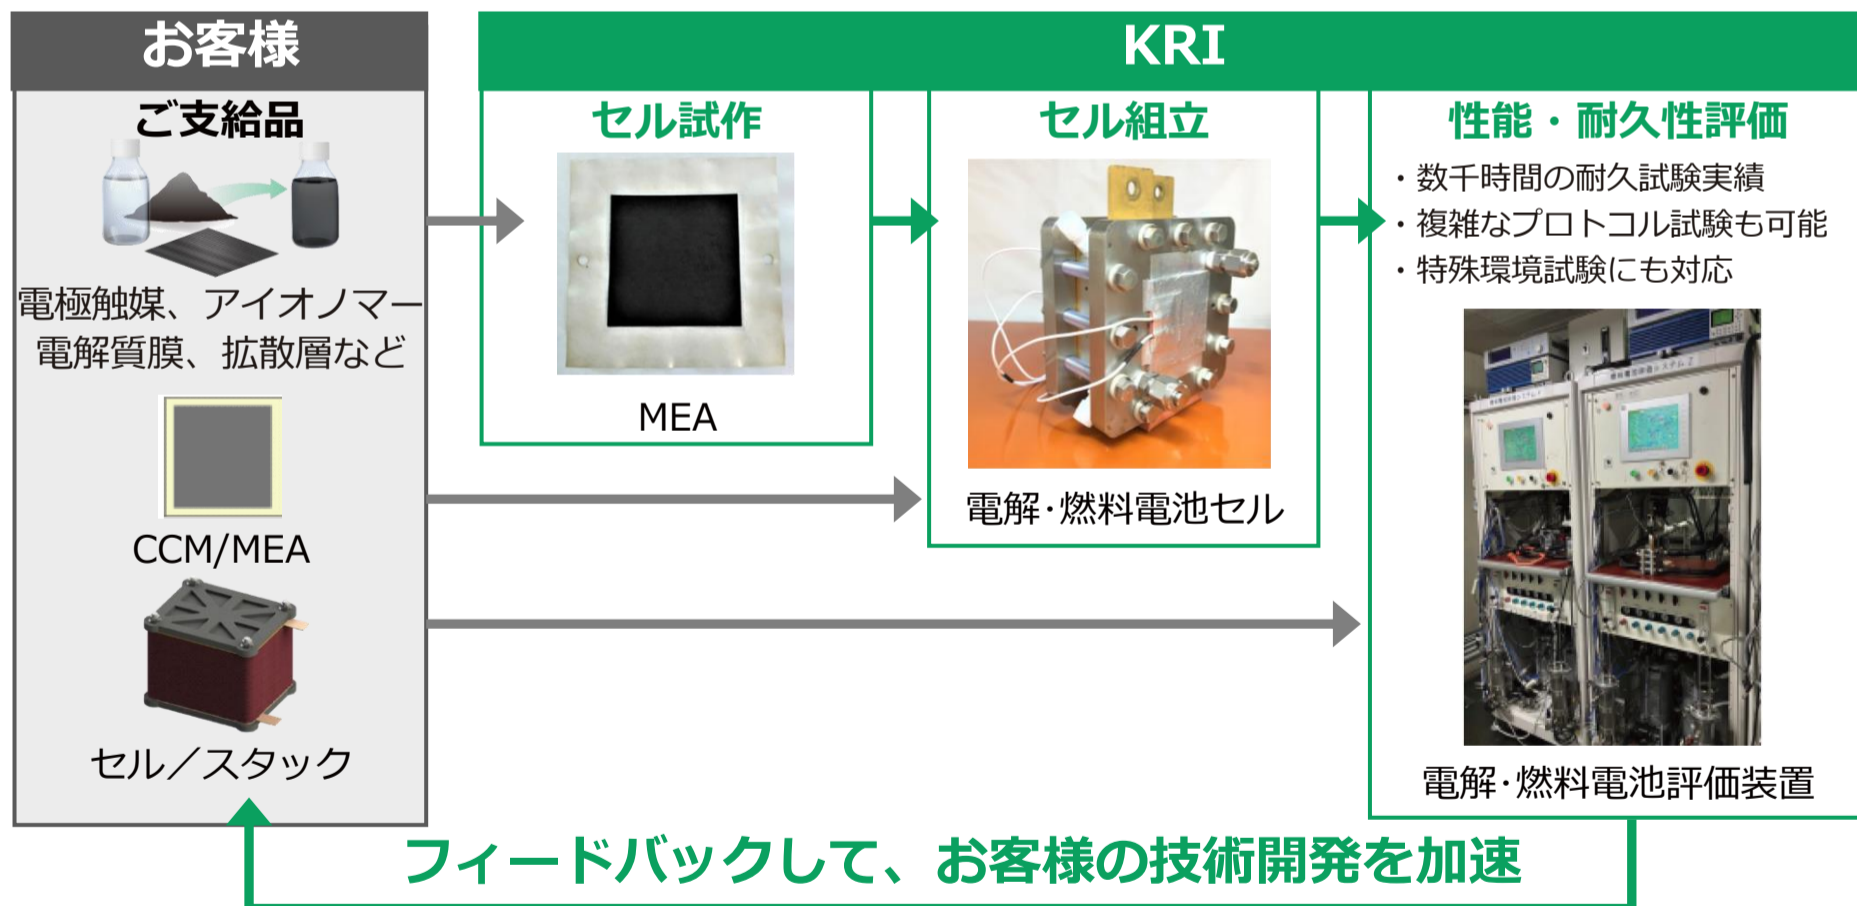 お客様
KRI
ご支給品
電極触媒、アイオノマー
電解質膜、拡散層など
CCM/MEA
セル／スタック
セル試作
MEA
セル組立
電解･燃料電池セル
性能・耐久性評価
・数千時間の耐久試験実績
・複雑なプロトコル試験も可能
・特殊環境試験にも対応
電解･燃料電池評価装置
フィードバックして、お客様の技術開発を加速